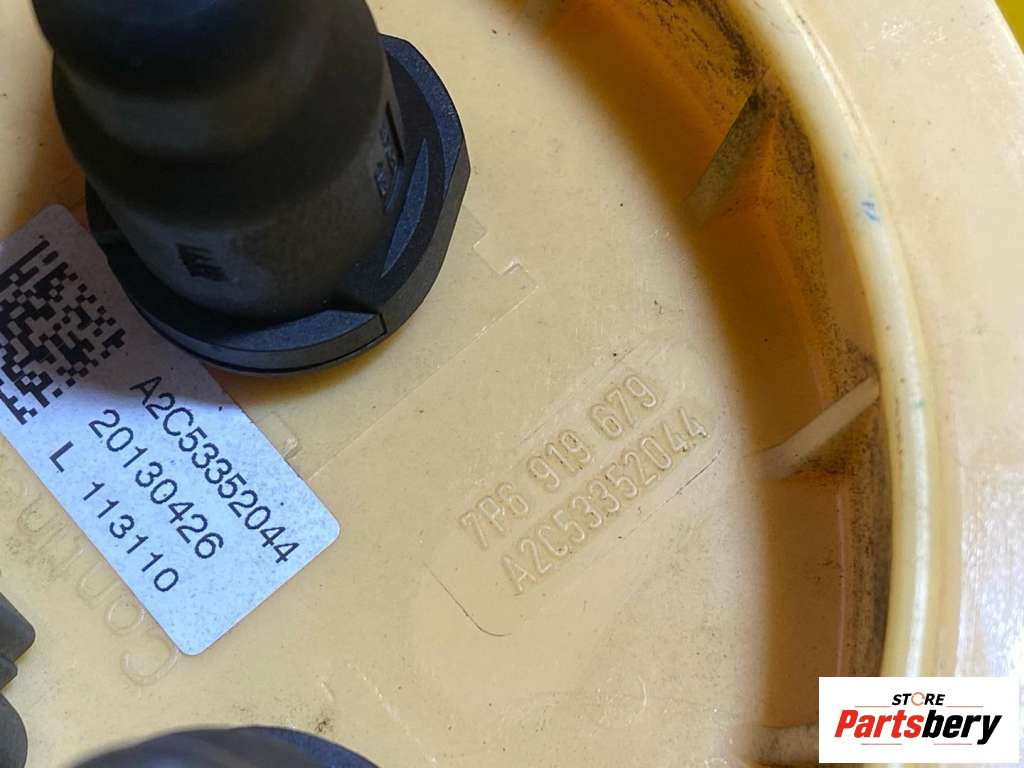 A2C53352044
20130426
L 113110
7P6 919 679
A2C53352044
STORE
Partsbery